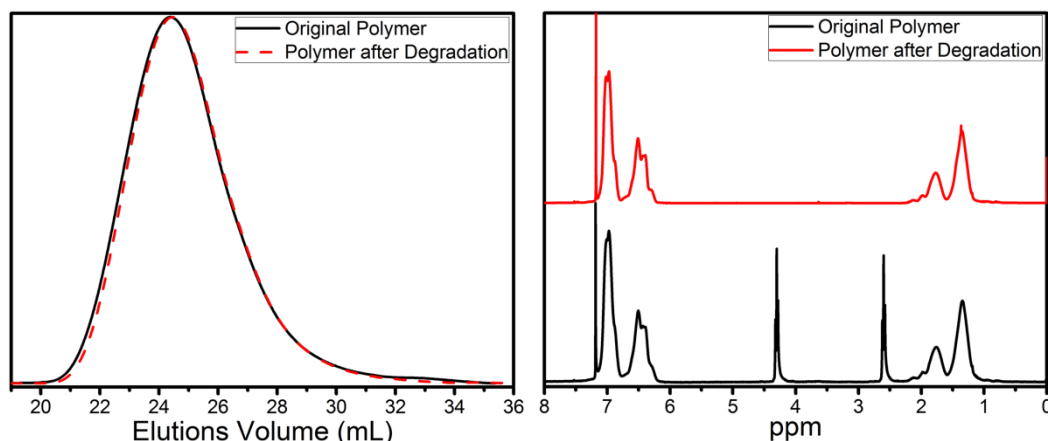 Original Polymer
Polymer after Degradation
20 22 24 26 28 30 32 34 36
Elutions Volume (mL)
Original Polymer
Polymer after Degradation
8 7 6 5 4 3 2 1 0
ppm